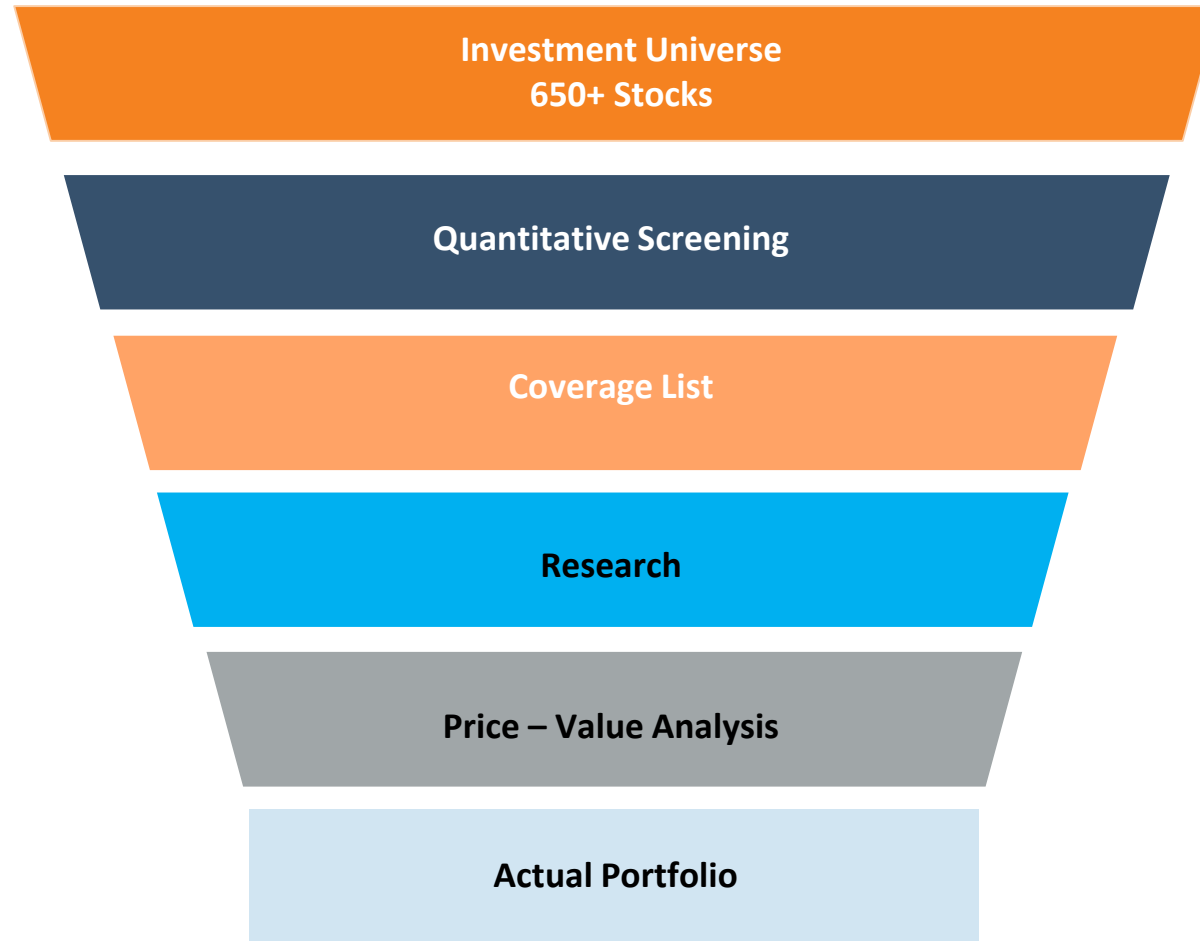 Investment Universe
650+ Stocks
Quantitative Screening
Coverage List
Research
Price – Value Analysis
Actual Portfolio